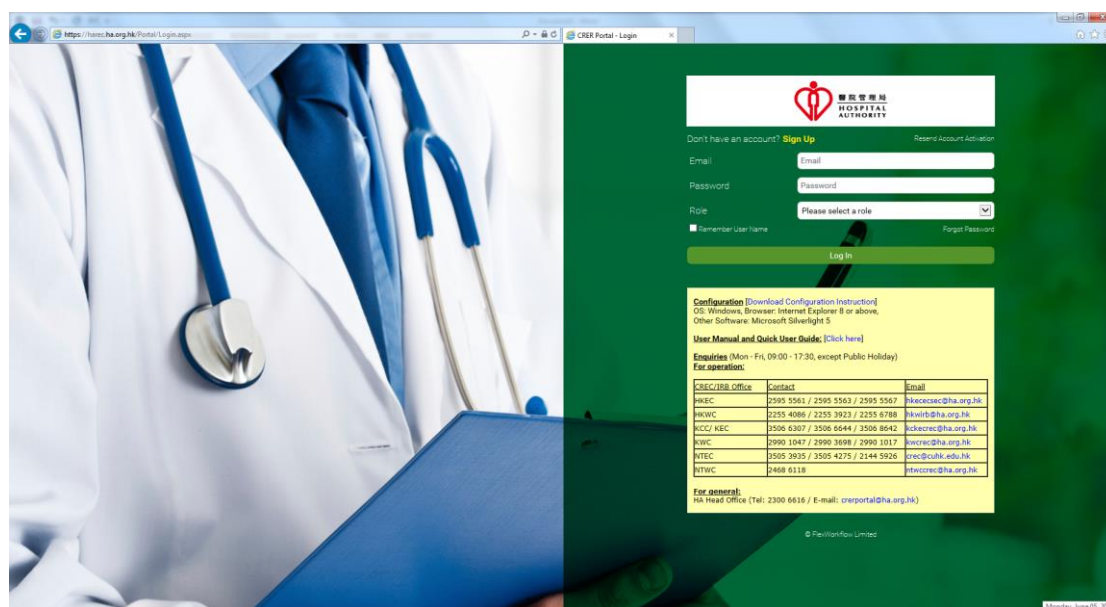 https://harec.ha.org.hk/Portal/Login.aspx
CRER Portal - Login
醫院管理局
HOSPITAL
AUTHORITY
Don't have an account? Sign Up Resend Account Activation
Email Email
Password Password
Role Please select a role
Remember User Name Forgot Password
Log In
Configuration [Download Configuration Instruction]
OS: Windows, Browser: Internet Explorer 8 or above,
Other Software: Microsoft Silverlight 5
User Manual and Quick User Guide: [Click here]
Enquiries (Mon - Fri, 09:00 - 17:30, except Public Holiday)
For operation:
CREC/IRB Office Contact Email
HKEC 2595 5561 / 2595 5563 / 2595 5567 hkececsec@ha.org.hk
HKWC 2255 4086 / 2255 3923 / 2255 6788 hkwirb@ha.org.hk
KCC/ KEC 3506 6307 / 3506 6644 / 3506 8642 kckecrec@ha.org.hk
KWC 2990 1047 / 2990 3698 / 2990 1017 kwcrec@ha.org.hk
NTEC 3505 3935 / 3505 4275 / 2144 5926 crec@cuhk.edu.hk
NTWC 2468 6118 ntwccrec@ha.org.hk
For general:
HA Head Office (Tel: 2300 6616 / E-mail: crerportal@ha.org.hk)
© FlexWorkflow Limited